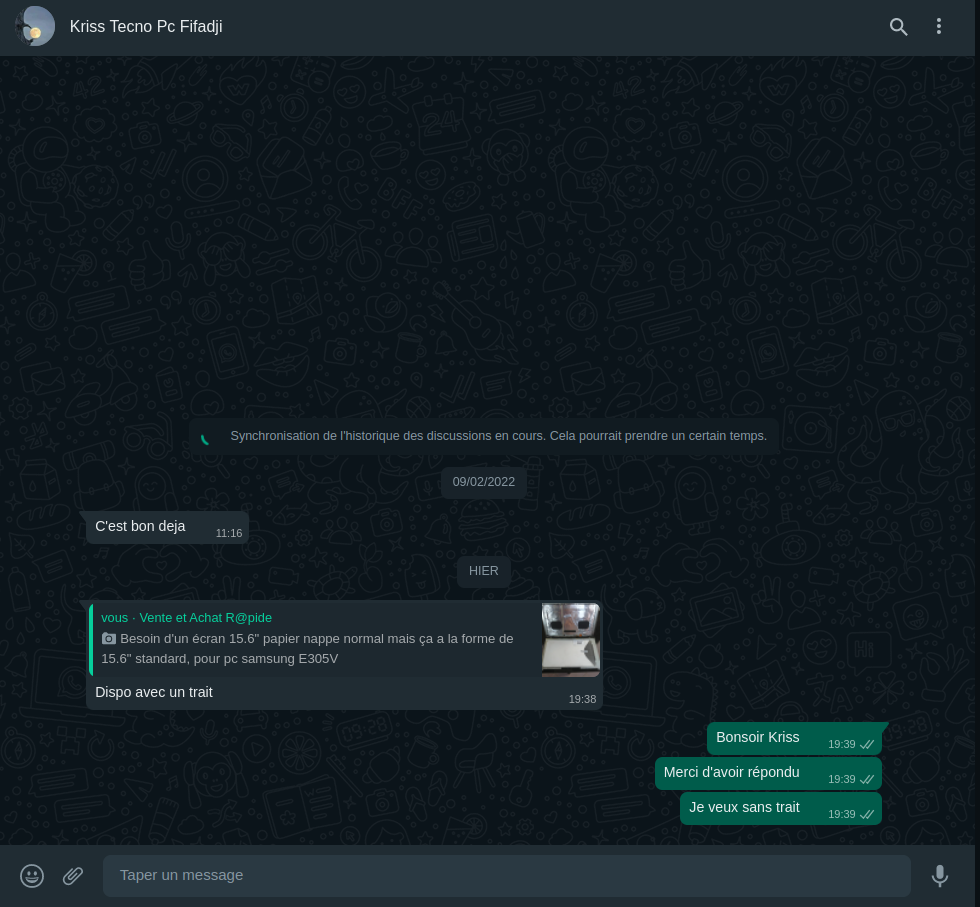 Kriss Tecno Pc Fifadji
Synchronisation de l'historique des discussions en cours. Cela pourrait prendre un certain temps.
09/02/2022
C'est bon deja
11:16
HIER
vous · Vente et Achat R@pide
Besoin d'un écran 15.6" papier nappe normal mais ça a la forme de
15.6" standard, pour pc samsung E305V
Dispo avec un trait
19:38
Bonsoir Kriss
19:39
Merci d'avoir répondu
19:39
Je veux sans trait
19:39
Taper un message